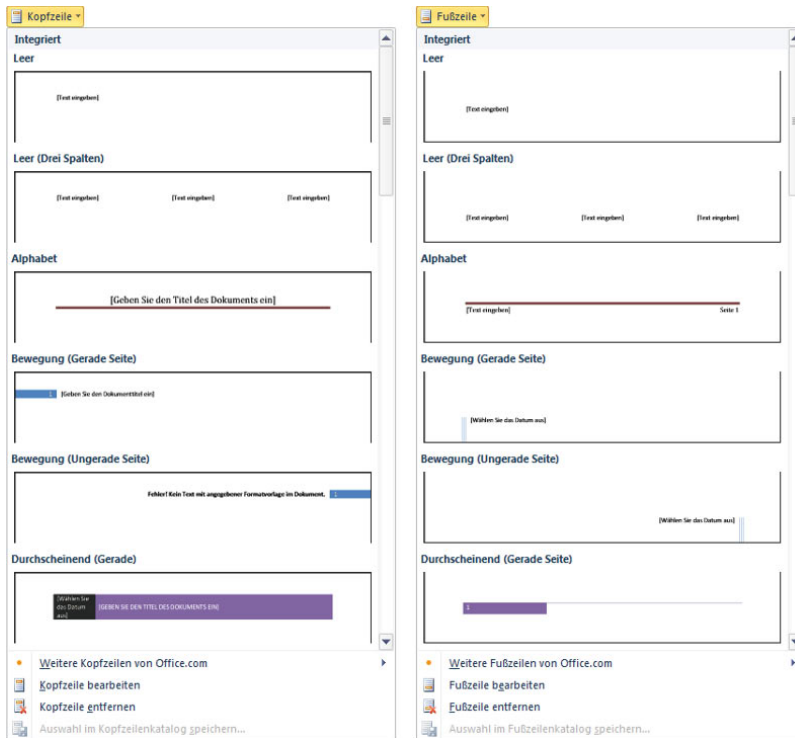 Kopfzeile
Integriert
Leer
[Text eingeben]
Leer (Drei Spalten)
[Text eingeben] [Text eingeben] [Text eingeben]
Alphabet
[Geben Sie den Titel des Dokuments ein]
Bewegung (Gerade Seite)
1 [Geben Sie den Dokumenttitel ein]
Bewegung (Ungerade Seite)
Fehler! Kein Text mit angegebener Formatvorlage im Dokument. 1
Durchscheinend (Gerade)
[Wählen Sie
das Datum
aus]
[GEBEN SIE DEN TITEL DES DOKUMENTS EIN]
Weitere Kopfzeilen von Office.com
Kopfzeile bearbeiten
Kopfzeile entfernen
Auswahl im Kopfzeilenkatalog speichern...
Fußzeile
Integriert
Leer
[Text eingeben]
Leer (Drei Spalten)
[Text eingeben] [Text eingeben] [Text eingeben]
Alphabet
[Text eingeben] Seite 1
Bewegung (Gerade Seite)
[Wählen Sie das Datum aus]
Bewegung (Ungerade Seite)
[Wählen Sie das Datum aus]
Durchscheinend (Gerade Seite)
1
Weitere Fußzeilen von Office.com
Fußzeile bearbeiten
Fußzeile entfernen
Auswahl im Fußzeilenkatalog speichern...